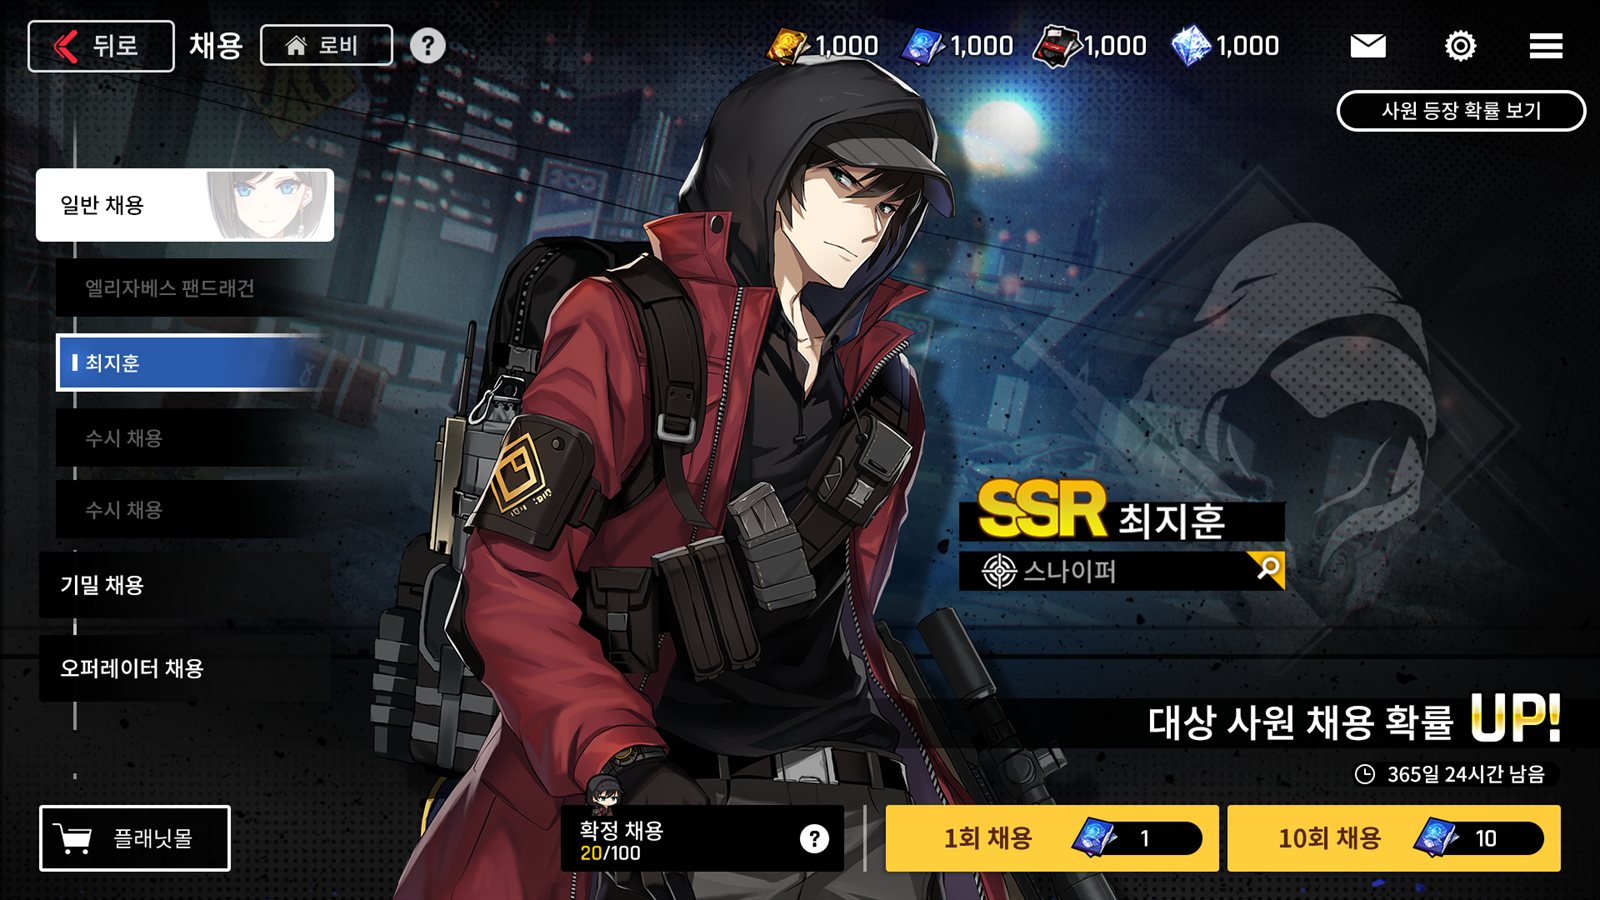 뒤로
채용
로비
?
1,000
1,000
1,000
1,000
사원 등장 확률 보기
일반 채용
엘리자베스 팬드래건
최지훈
수시 채용
수시 채용
기밀 채용
오퍼레이터 채용
SSR 최지훈
스나이퍼
대상 사원 채용 확률 UP!
365일 24시간 남음
플래닛몰
확정 채용
20/100
?
1회 채용 1
10회 채용 10